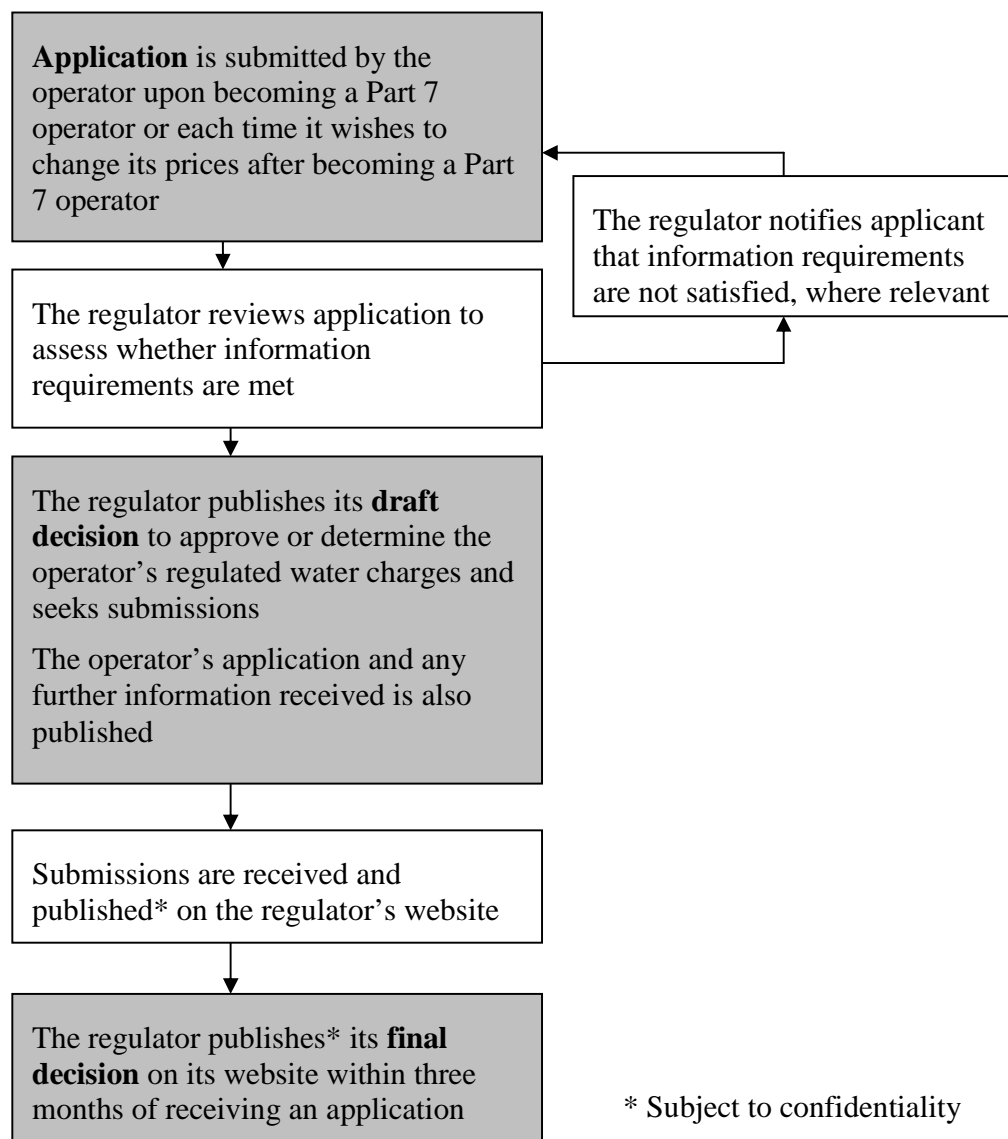 Application is submitted by the
operator upon becoming a Part 7
operator or each time it wishes to
change its prices after becoming a Part
7 operator
The regulator notifies applicant
that information requirements
are not satisfied, where relevant
The regulator reviews application to
assess whether information
requirements are met
The regulator publishes its draft
decision to approve or determine the
operator’s regulated water charges and
seeks submissions
The operator’s application and any
further information received is also
published
Submissions are received and
published* on the regulator’s website
The regulator publishes* its final
decision on its website within three
months of receiving an application
* Subject to confidentiality